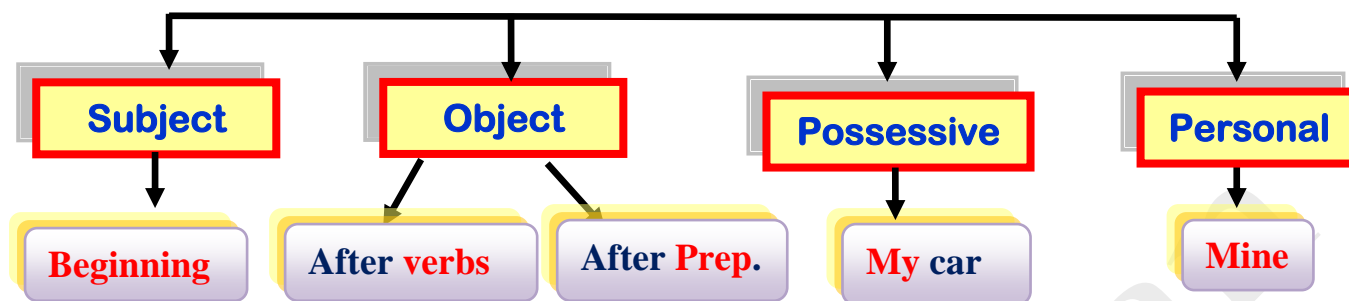 Subject
Object
Possessive
Personal
Beginning
After verbs
After Prep.
My car
Mine